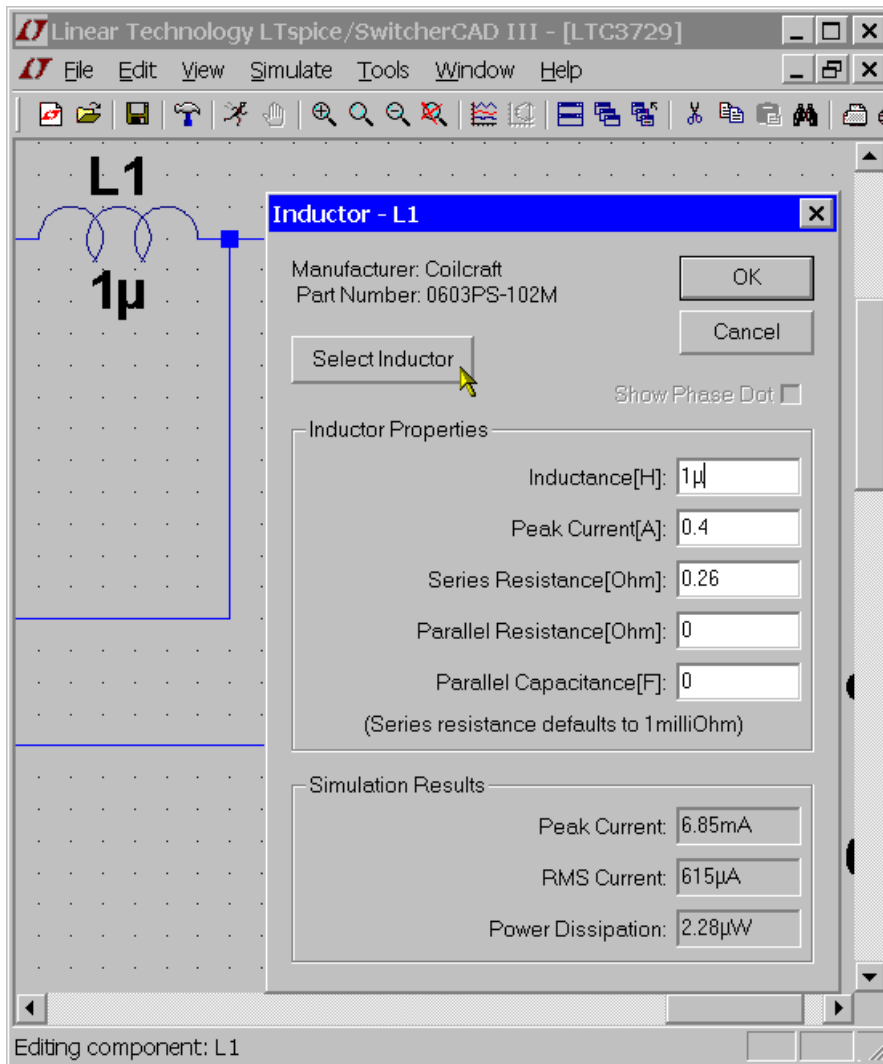 Linear Technology LTspice/SwitcherCAD III - [LTC3729]
File Edit View Simulate Tools Window Help
L1
1µ
Inductor - L1
Manufacturer: Coilcraft
Part Number: 0603PS-102M
OK
Cancel
Select Inductor
Show Phase Dot
Inductor Properties
Inductance[H]: 1µ
Peak Current[A]: 0.4
Series Resistance[Ohm]: 0.26
Parallel Resistance[Ohm]: 0
Parallel Capacitance[F]: 0
(Series resistance defaults to 1milliOhm)
Simulation Results
Peak Current: 6.85mA
RMS Current: 615µA
Power Dissipation: 2.28µW
Editing component: L1